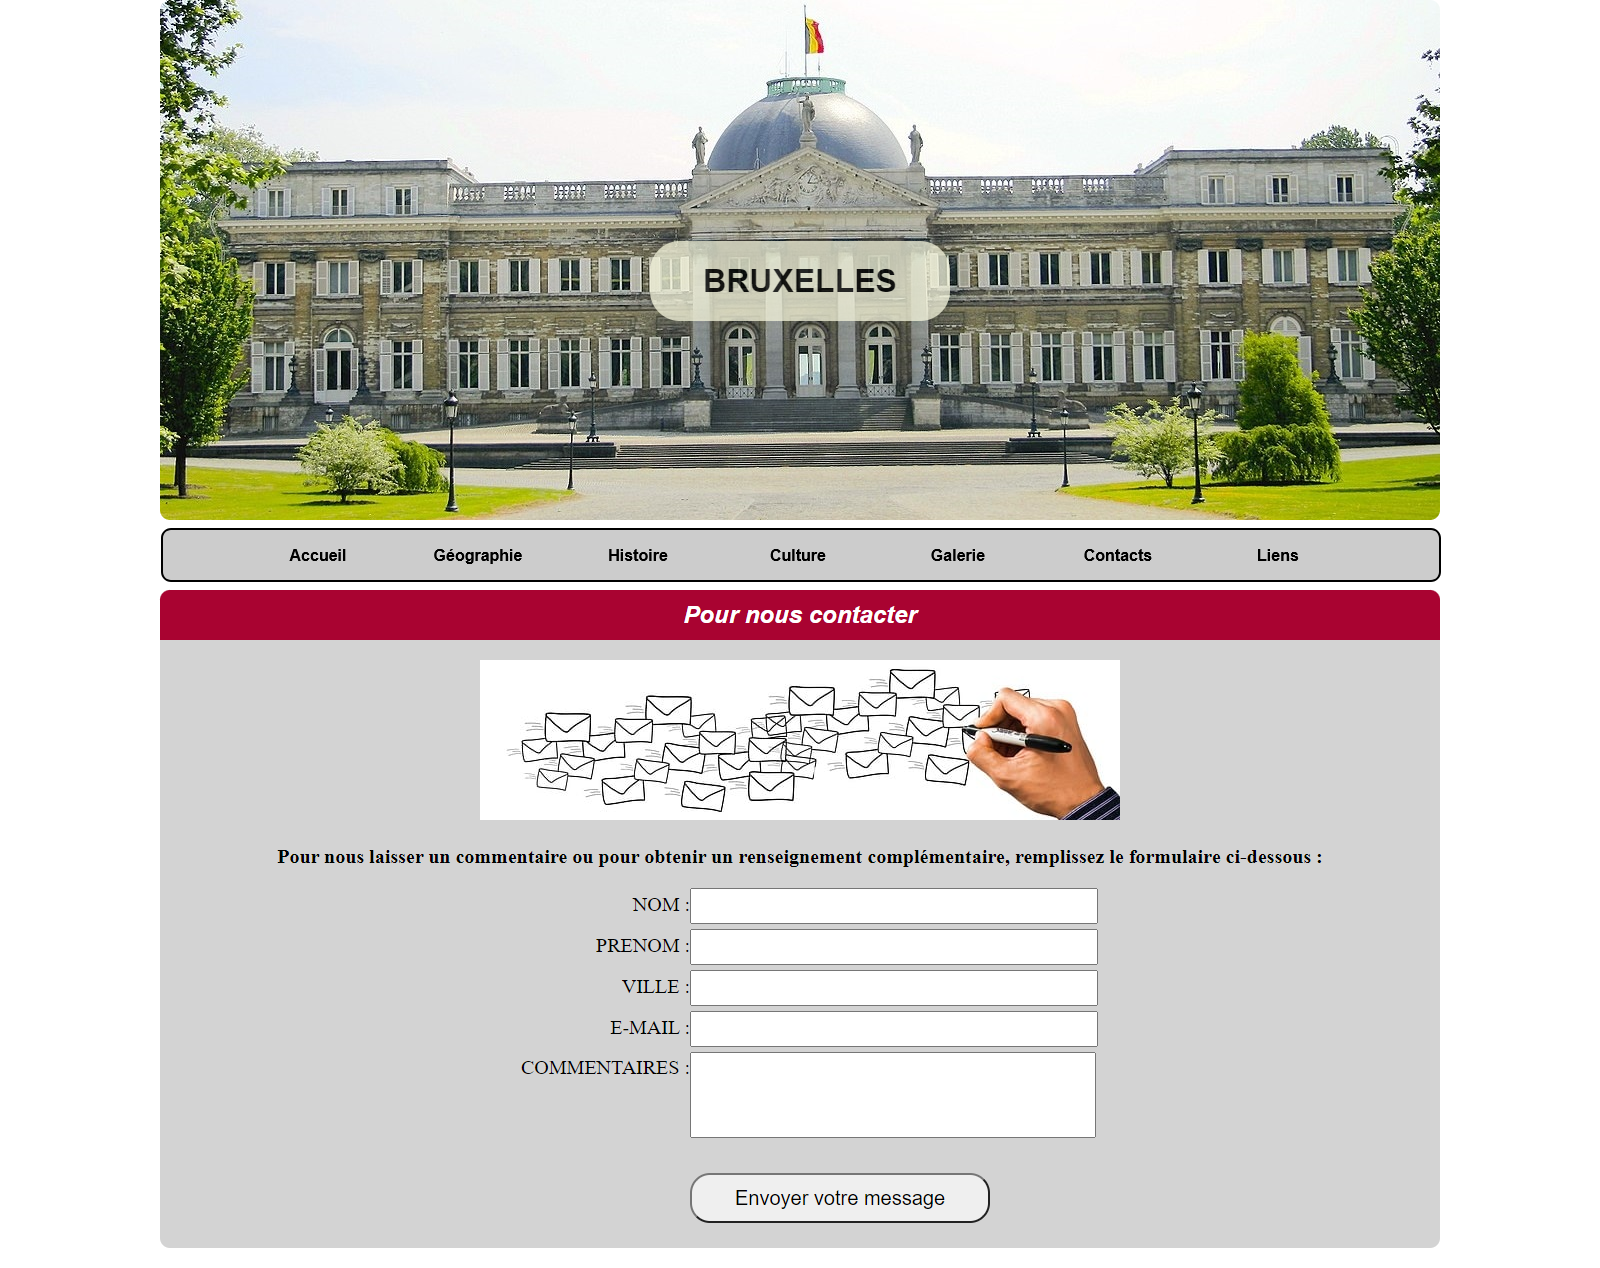 BRUXELLES
Accueil Géographie Histoire Culture Galerie Contacts Liens
Pour nous contacter
Pour nous laisser un commentaire ou pour obtenir un renseignement complémentaire, remplissez le formulaire ci-dessous :
NOM :
PRENOM :
VILLE :
E-MAIL :
COMMENTAIRES :
Envoyer votre message